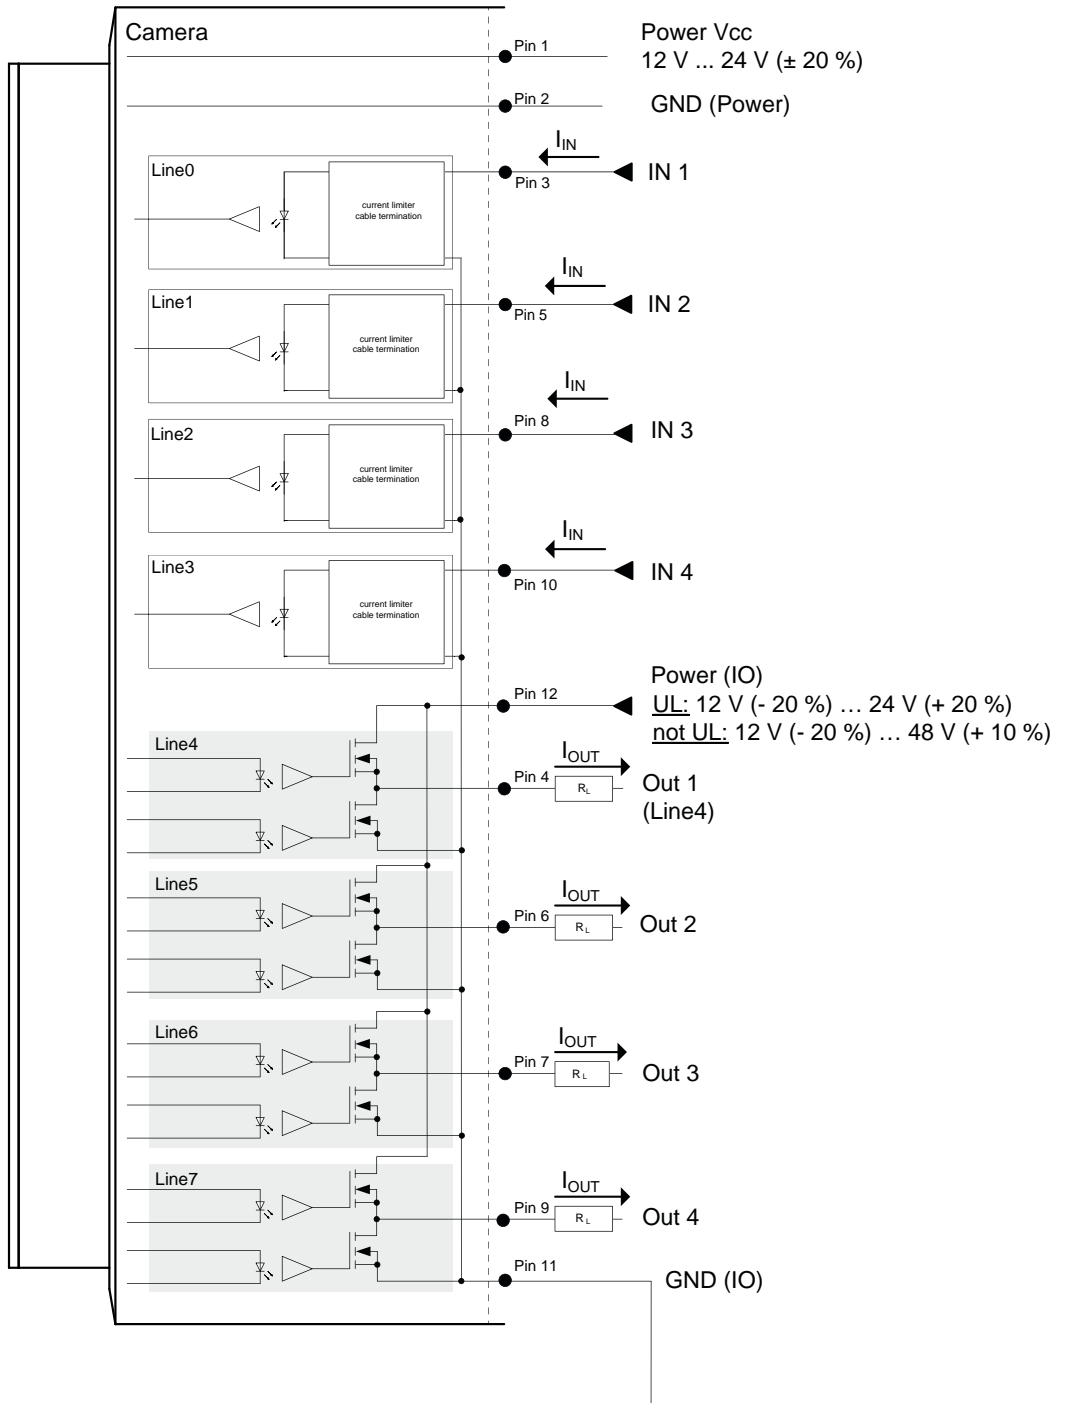 Camera
Pin 1
Power Vcc
12 V ... 24 V (± 20 %)
Pin 2
GND (Power)
Line0
current limiter
cable termination
Pin 3
I_IN
IN 1
Line1
current limiter
cable termination
Pin 5
I_IN
IN 2
Line2
current limiter
cable termination
Pin 8
I_IN
IN 3
Line3
current limiter
cable termination
Pin 10
I_IN
IN 4
Pin 12
Power (IO)
UL: 12 V (- 20 %) … 24 V (+ 20 %)
not UL: 12 V (- 20 %) … 48 V (+ 10 %)
Line4
Pin 4
I_OUT
R_L
Out 1
(Line4)
Line5
Pin 6
I_OUT
R_L
Out 2
Line6
Pin 7
I_OUT
R_L
Out 3
Line7
Pin 9
I_OUT
R_L
Out 4
Pin 11
GND (IO)